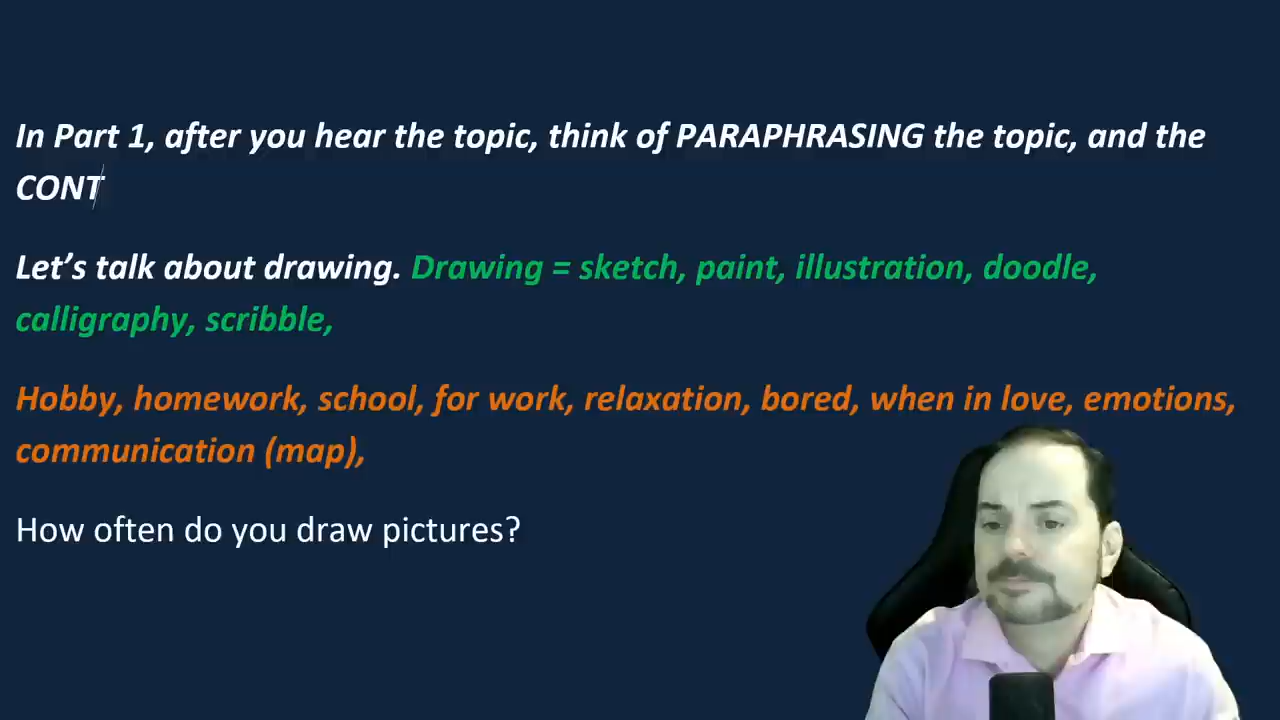 In Part 1, after you hear the topic, think of PARAPHRASING the topic, and the
CONT
Let’s talk about drawing. Drawing = sketch, paint, illustration, doodle,
calligraphy, scribble,
Hobby, homework, school, for work, relaxation, bored, when in love, emotions,
communication (map),
How often do you draw pictures?